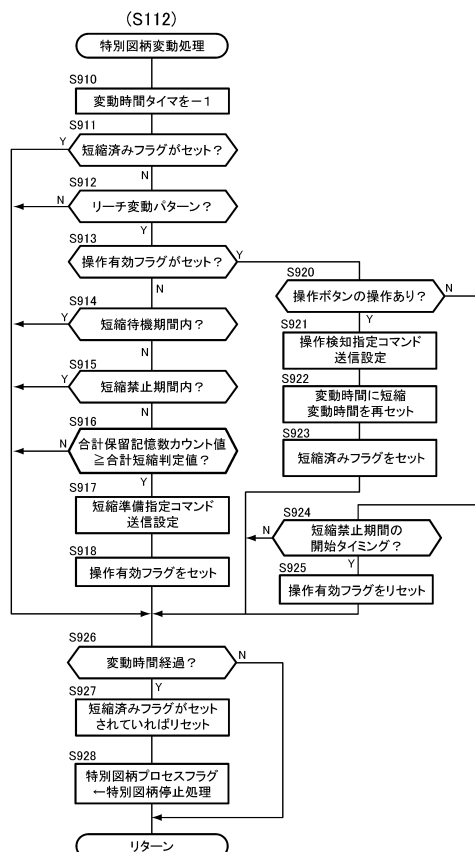 (S112)
特別図柄変動処理
S910
変動時間タイマを－1
S911
Y
短縮済みフラグがセット？
N
S912
N
リーチ変動パターン？
Y
S913
操作有効フラグがセット？
Y
N
S914
Y
短縮待機期間内？
N
S915
Y
短縮禁止期間内？
N
S916
N
合計保留記憶数カウント値
≧合計短縮判定値？
Y
S917
短縮準備指定コマンド
送信設定
S918
操作有効フラグをセット
S920
操作ボタンの操作あり？
N
Y
S921
操作検知指定コマンド
送信設定
S922
変動時間に短縮
変動時間を再セット
S923
短縮済みフラグをセット
S924
N
短縮禁止期間の
開始タイミング？
Y
S925
操作有効フラグをリセット
S926
変動時間経過？
N
Y
S927
短縮済みフラグがセット
されていればリセット
S928
特別図柄プロセスフラグ
←特別図柄停止処理
リターン